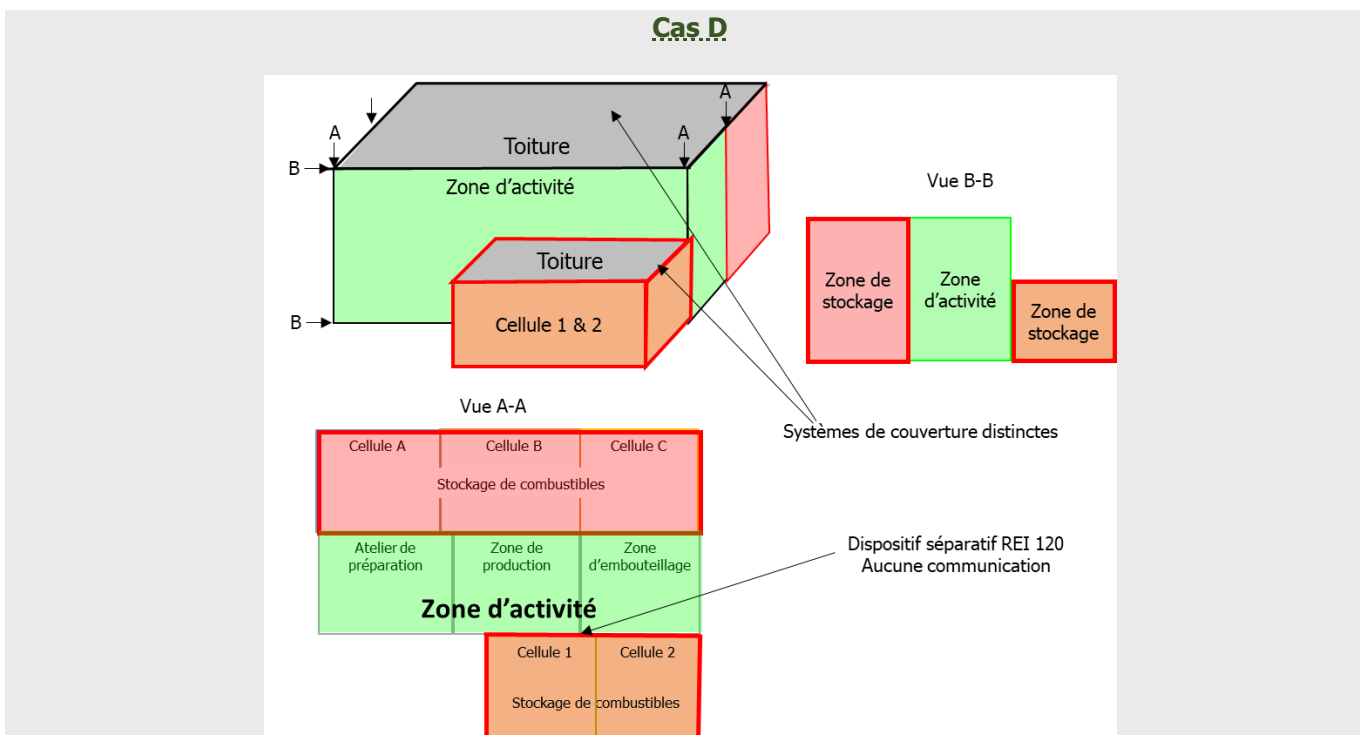 Cas D
A
A
A
Toiture
B
Zone d’activité
Vue B-B
Toiture
Zone de
stockage
Zone
d’activité
Zone de
stockage
B
Cellule 1 & 2
Vue A-A
Systèmes de couverture distinctes
Cellule A
Cellule B
Cellule C
Stockage de combustibles
Atelier de
préparation
Zone de
production
Zone
d’embouteillage
Dispositif séparatif REI 120
Aucune communication
Zone d’activité
Cellule 1
Cellule 2
Stockage de combustibles